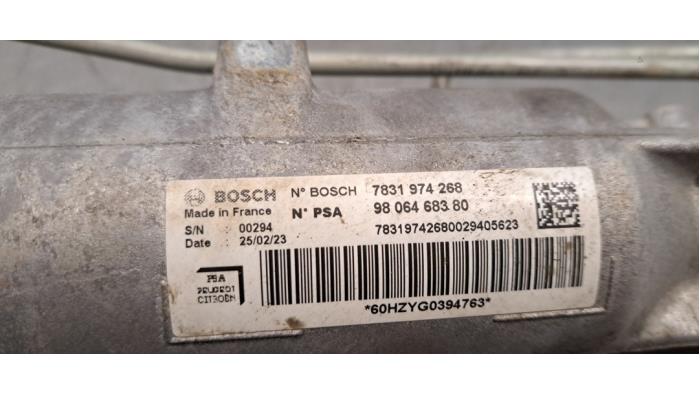 BOSCH N° BOSCH 7831 974 268
Made in France N° PSA 98 064 683 80
S/N 00294 78319742680029405623
Date : 25/02/23
PSA
PEUGEOT
CITROEN
*60HZYG0394763*